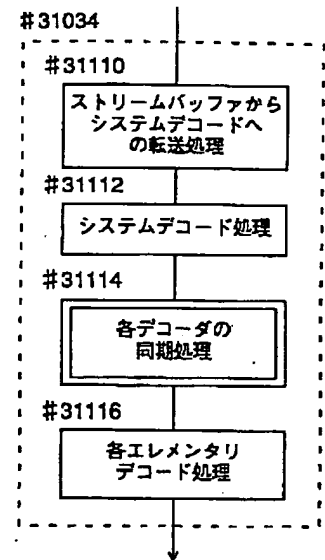 #31034
#31110
ストリームバッファから
システムデコードへ
の転送処理
#31112
システムデコード処理
#31114
各デコーダの
同期処理
#31116
各エレメンタリ
デコード処理